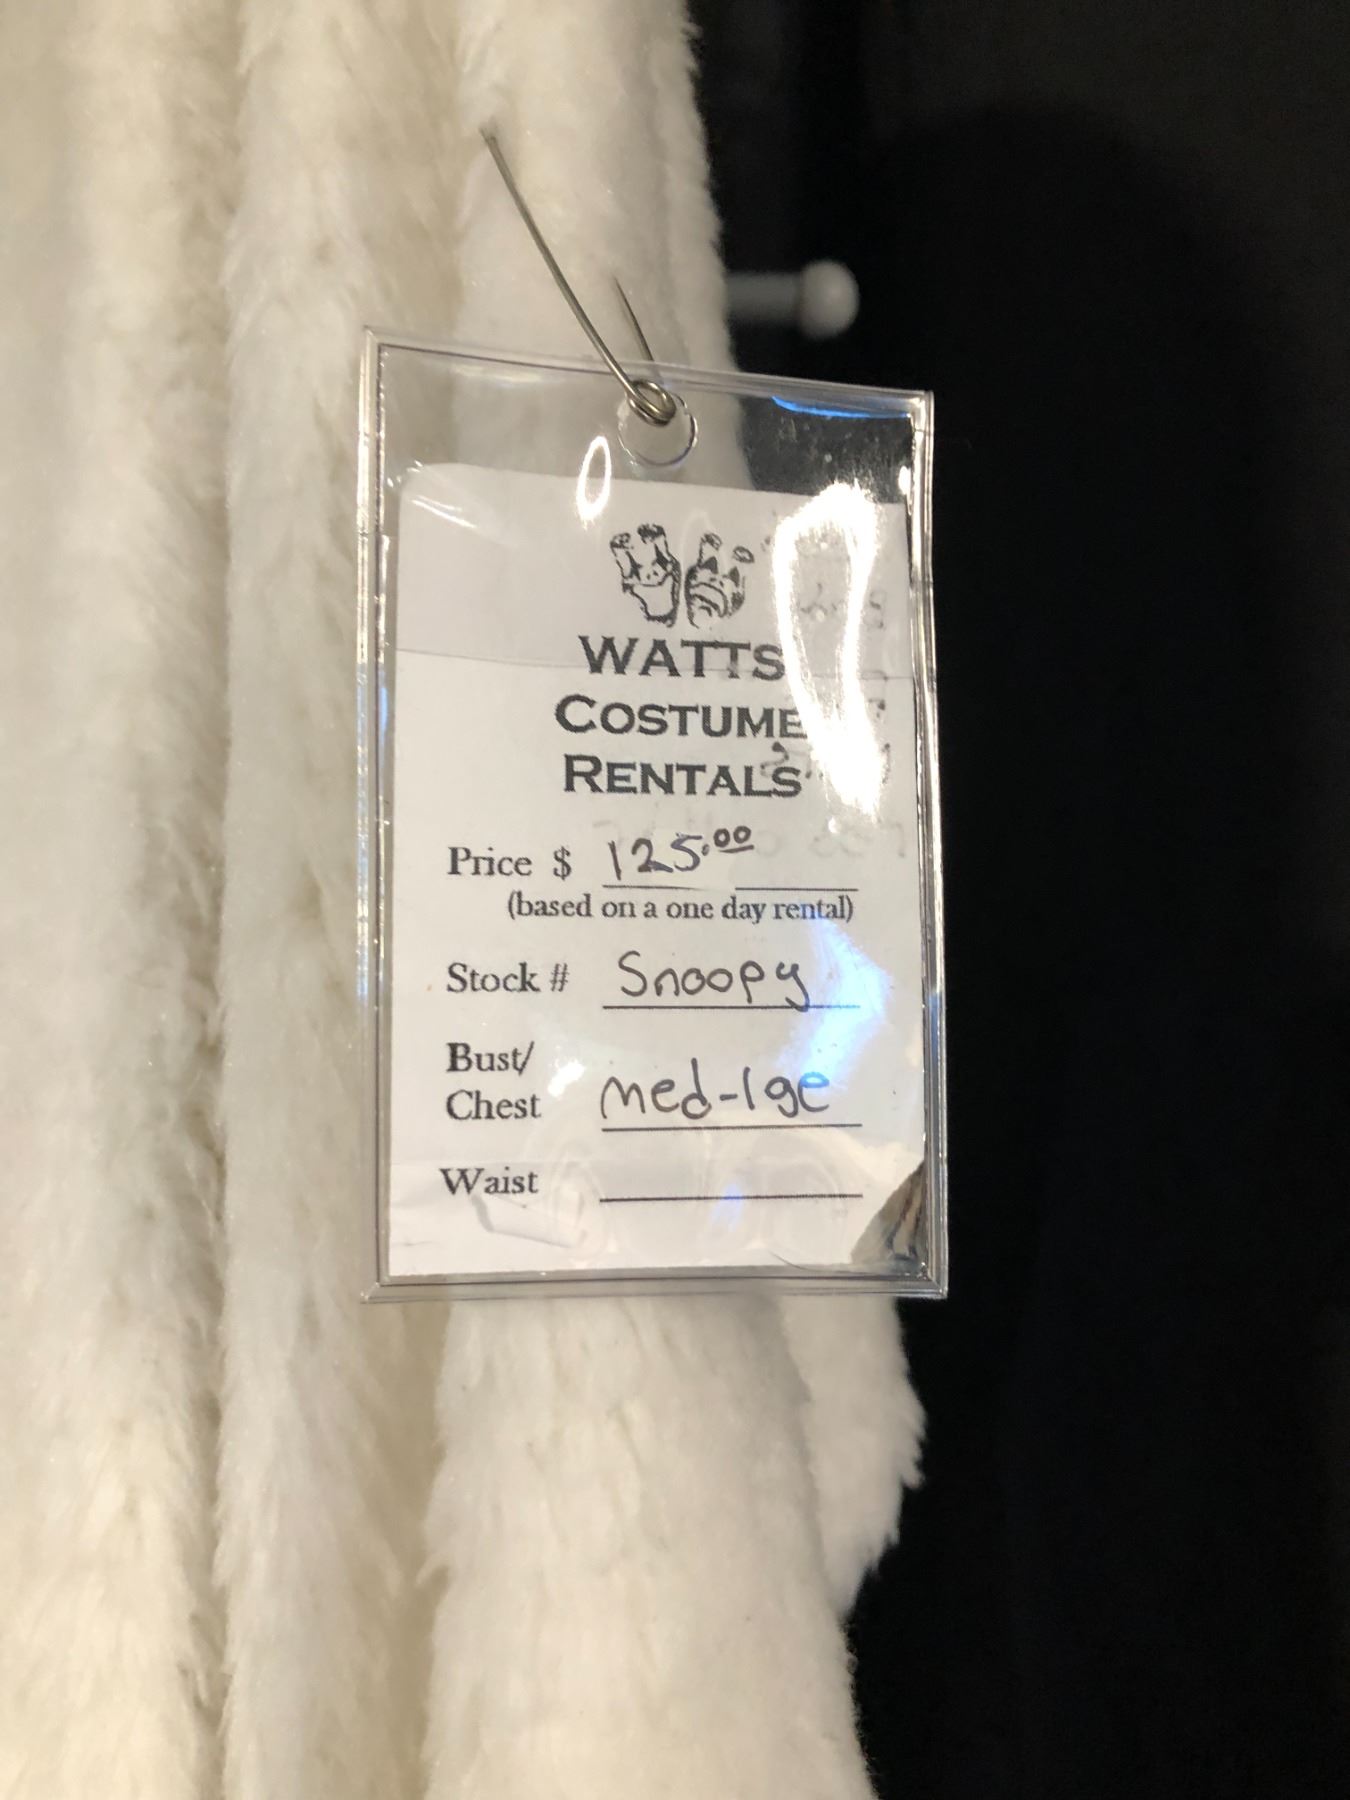 WATTS
COSTUME
RENTALS
Price $ 125.00
(based on a one day rental)
Stock # Snoopy
Bust/
Chest med-lge
Waist